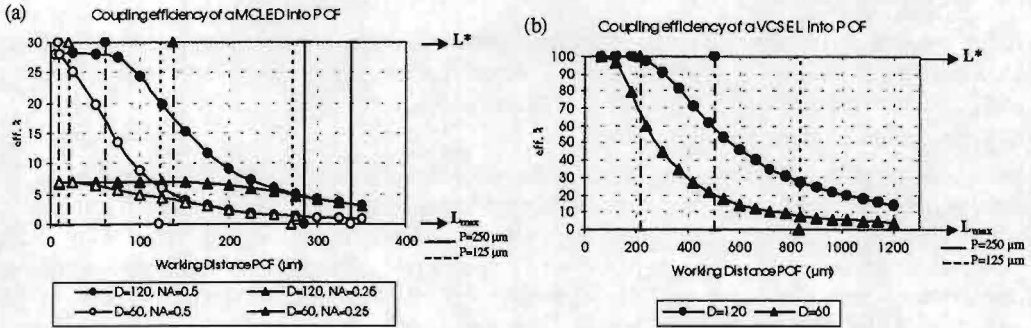 (a)
Coupling efficiency of a MCLED into PCF
30
25
20
15
10
5
0
eff. %
0 100 200 300 400
Working Distance PCF (µm)
L*
Lmax
P=250 µm
P=125 µm
D=120, NA=0.5
D=120, NA=0.25
D=60, NA=0.5
D=60, NA=0.25
(b)
Coupling efficiency of a VCSEL into PCF
100
90
80
70
60
50
40
30
20
10
0
eff. %
0 200 400 600 800 1000 1200
Working Distance PCF (µm)
L*
Lmax
P=250 µm
P=125 µm
D=120
D=60